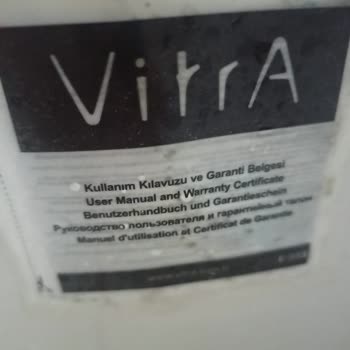 VitrA
Kullanım Kılavuzu ve Garanti Belgesi
User Manual and Warranty Certificate
Benutzerhandbuch und Garantieschein
Руководство пользователя и гарантийный талон
Manuel d'utilisation et Certificat de Garantie